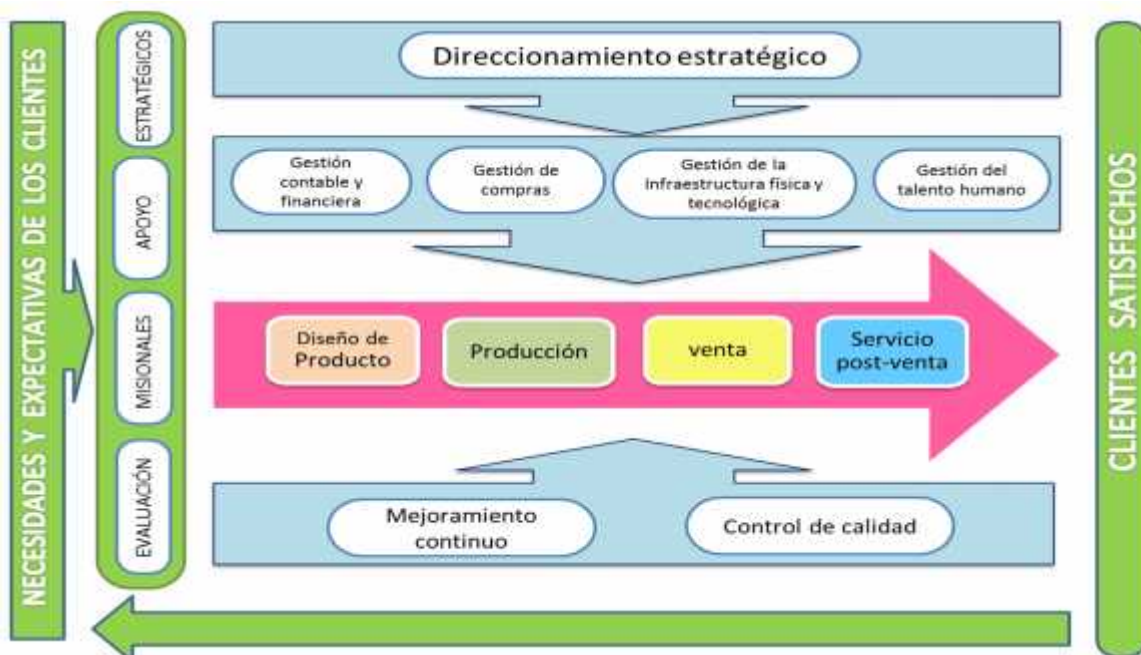 NECESIDADES Y EXPECTATIVAS DE LOS CLIENTES
ESTRATÉGICOS
APOYO
MISIONALES
EVALUACIÓN
Direccionamiento estratégico
Gestión
contable y
financiera
Gestión de
compras
Gestión de la
Infraestructura física y
tecnológica
Gestión del
talento humano
Diseño de
Producto
Producción
venta
Servicio
post-venta
Mejoramiento
continuo
Control de calidad
CLIENTES SATISFECHOS